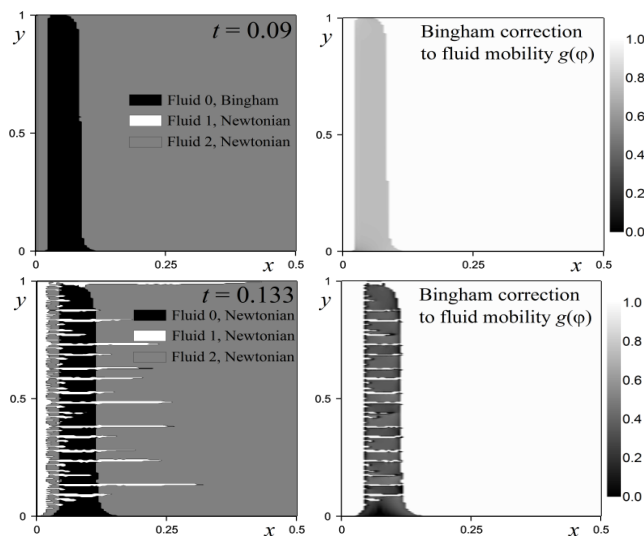 y
t = 0.09
Fluid 0, Bingham
Fluid 1, Newtonian
Fluid 2, Newtonian
1
0.5
0
0
0.25
x
0.5
y
Bingham correction
to fluid mobility g(φ)
1
0.5
0
0
0.25
x
0.5
1.0
0.8
0.6
0.4
0.2
0.0
y
t = 0.133
Fluid 0, Newtonian
Fluid 1, Newtonian
Fluid 2, Newtonian
1
0.5
0
0
0.25
x
0.5
y
Bingham correction
to fluid mobility g(φ)
1
0.5
0
0
0.25
x
0.5
1.0
0.8
0.6
0.4
0.2
0.0